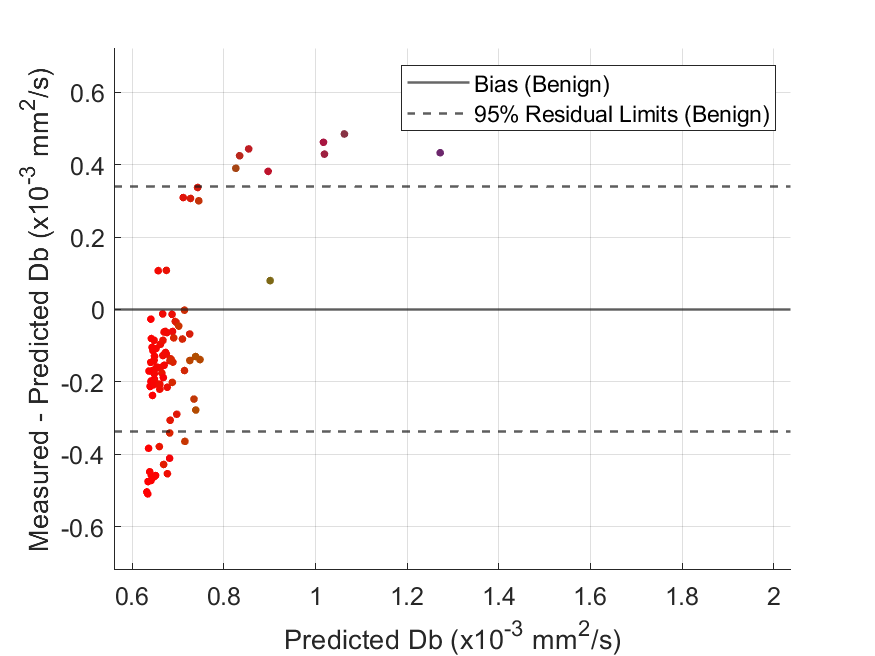 Measured - Predicted Db (x10-3 mm2/s)
0.6
0.4
0.2
0
-0.2
-0.4
-0.6
Bias (Benign)
95% Residual Limits (Benign)
0.6 0.8 1 1.2 1.4 1.6 1.8 2
Predicted Db (x10-3 mm2/s)